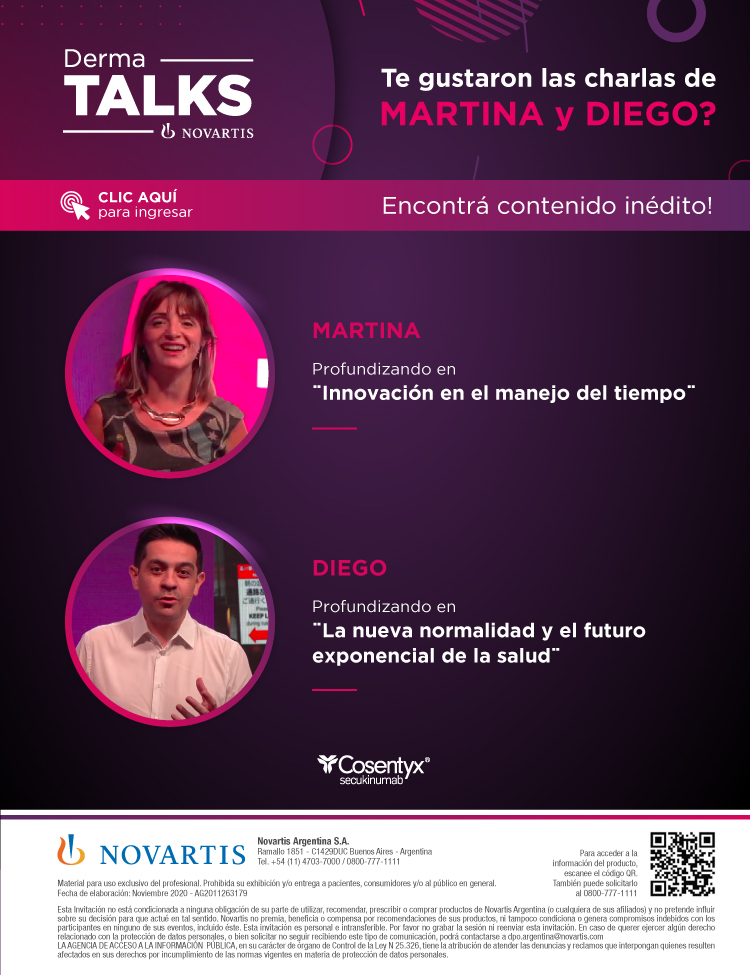 Derma
TALKS
NOVARTIS
Te gustaron las charlas de
MARTINA y DIEGO?
CLIC AQUÍ
para ingresar
Encontrá contenido inédito!
MARTINA
Profundizando en
¨Innovación en el manejo del tiempo¨
DIEGO
Profundizando en
¨La nueva normalidad y el futuro
exponencial de la salud¨
Please
KEEP
Cosentyx®
secukinumab
NOVARTIS
Novartis Argentina S.A.
Ramallo 1851 - C1429DUC Buenos Aires - Argentina
Tel. +54 (11) 4703-7000 / 0800-777-1111
Para acceder a la
información del producto,
escanee el código QR.
También puede solicitarlo
al 0800-777-1111
Material para uso exclusivo del profesional. Prohibida su exhibición y/o entrega a pacientes, consumidores y/o al público en general.
Fecha de elaboración: Noviembre 2020 - AG2011263179
Esta Invitación no está condicionada a ninguna obligación de su parte de utilizar, recomendar, prescribir o comprar productos de Novartis Argentina (o cualquiera de sus afiliados) y no pretende influir
sobre su decisión para que actué en tal sentido. Novartis no premia, beneficia o compensa por recomendaciones de sus productos, ni tampoco condiciona o genera compromisos indebidos con los
participantes en ninguno de sus eventos, incluido éste. Esta invitación es personal e intransferible. Por favor no grabar la sesión ni reenviar esta invitación. En caso de querer ejercer algún derecho
relacionado con la protección de datos personales, o bien solicitar no seguir recibiendo este tipo de comunicación, podrá contactarse a dpo.argentina@novartis.com
LA AGENCIA DE ACCESO A LA INFORMACIÓN PÚBLICA, en su carácter de órgano de Control de la Ley N 25.326, tiene la atribución de atender las denuncias y reclamos que interpongan quienes resulten
afectados en sus derechos por incumplimiento de las normas vigentes en materia de protección de datos personales.